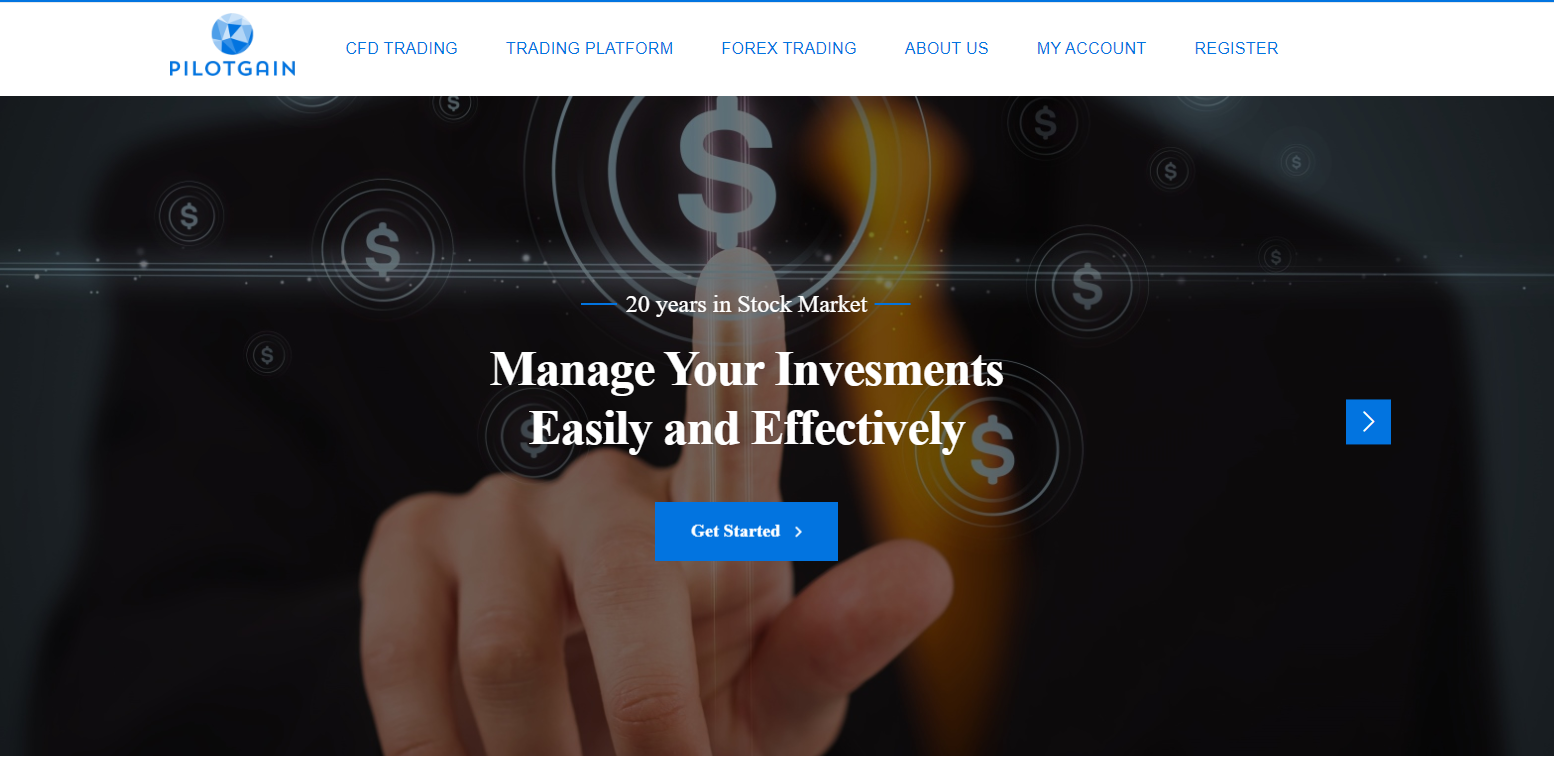 PILOTGAIN
CFD TRADING
TRADING PLATFORM
FOREX TRADING
ABOUT US
MY ACCOUNT
REGISTER
20 years in Stock Market
Manage Your Invesments
Easily and Effectively
Get Started